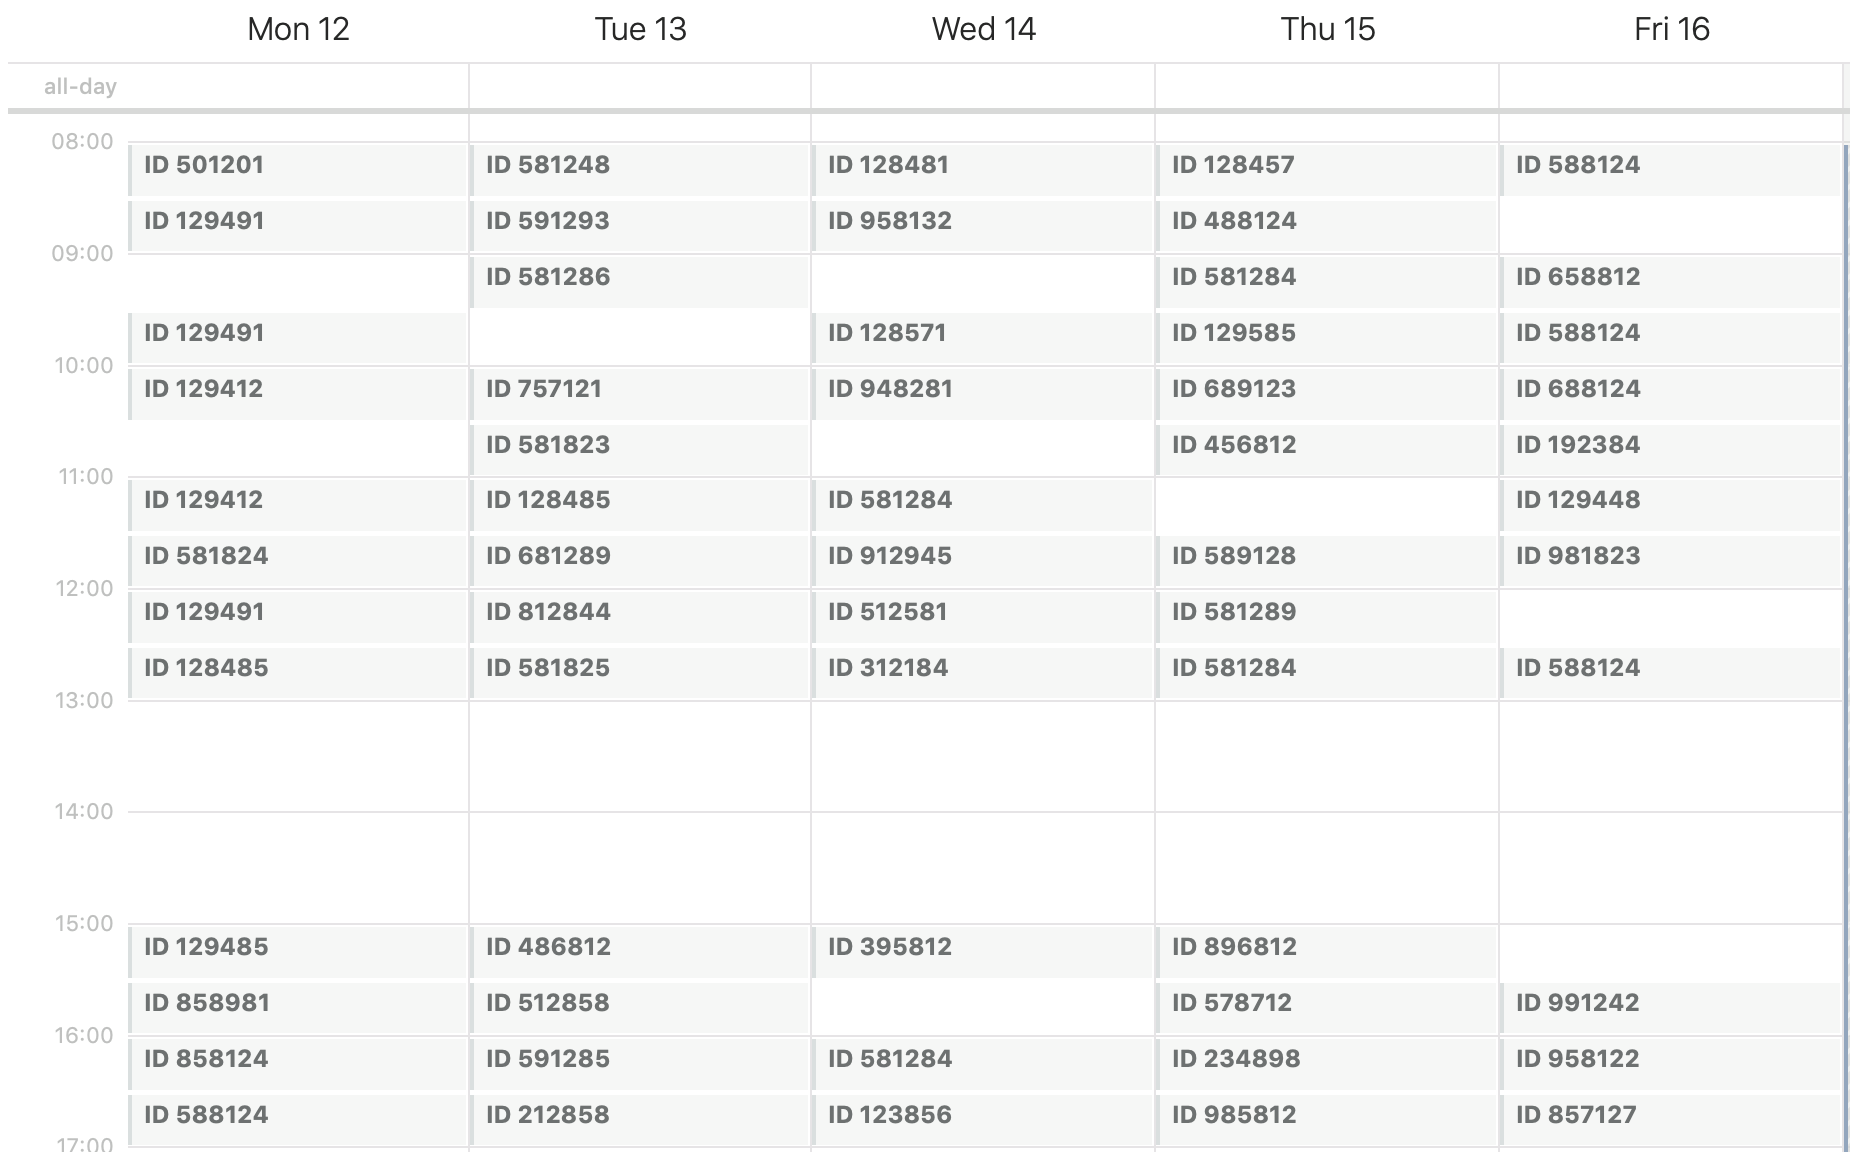 Mon 12 Tue 13 Wed 14 Thu 15 Fri 16
all-day
08:00
ID 501201 ID 581248 ID 128481 ID 128457 ID 588124
ID 129491 ID 591293 ID 958132 ID 488124
09:00
ID 581286 ID 581284 ID 658812
ID 129491 ID 128571 ID 129585 ID 588124
10:00
ID 129412 ID 757121 ID 948281 ID 689123 ID 688124
ID 581823 ID 456812 ID 192384
11:00
ID 129412 ID 128485 ID 581284 ID 129448
ID 581824 ID 681289 ID 912945 ID 589128 ID 981823
12:00
ID 129491 ID 812844 ID 512581 ID 581289
ID 128485 ID 581825 ID 312184 ID 581284 ID 588124
13:00
14:00
15:00
ID 129485 ID 486812 ID 395812 ID 896812
ID 858981 ID 512858 ID 578712 ID 991242
16:00
ID 858124 ID 591285 ID 581284 ID 234898 ID 958122
ID 588124 ID 212858 ID 123856 ID 985812 ID 857127
17:00